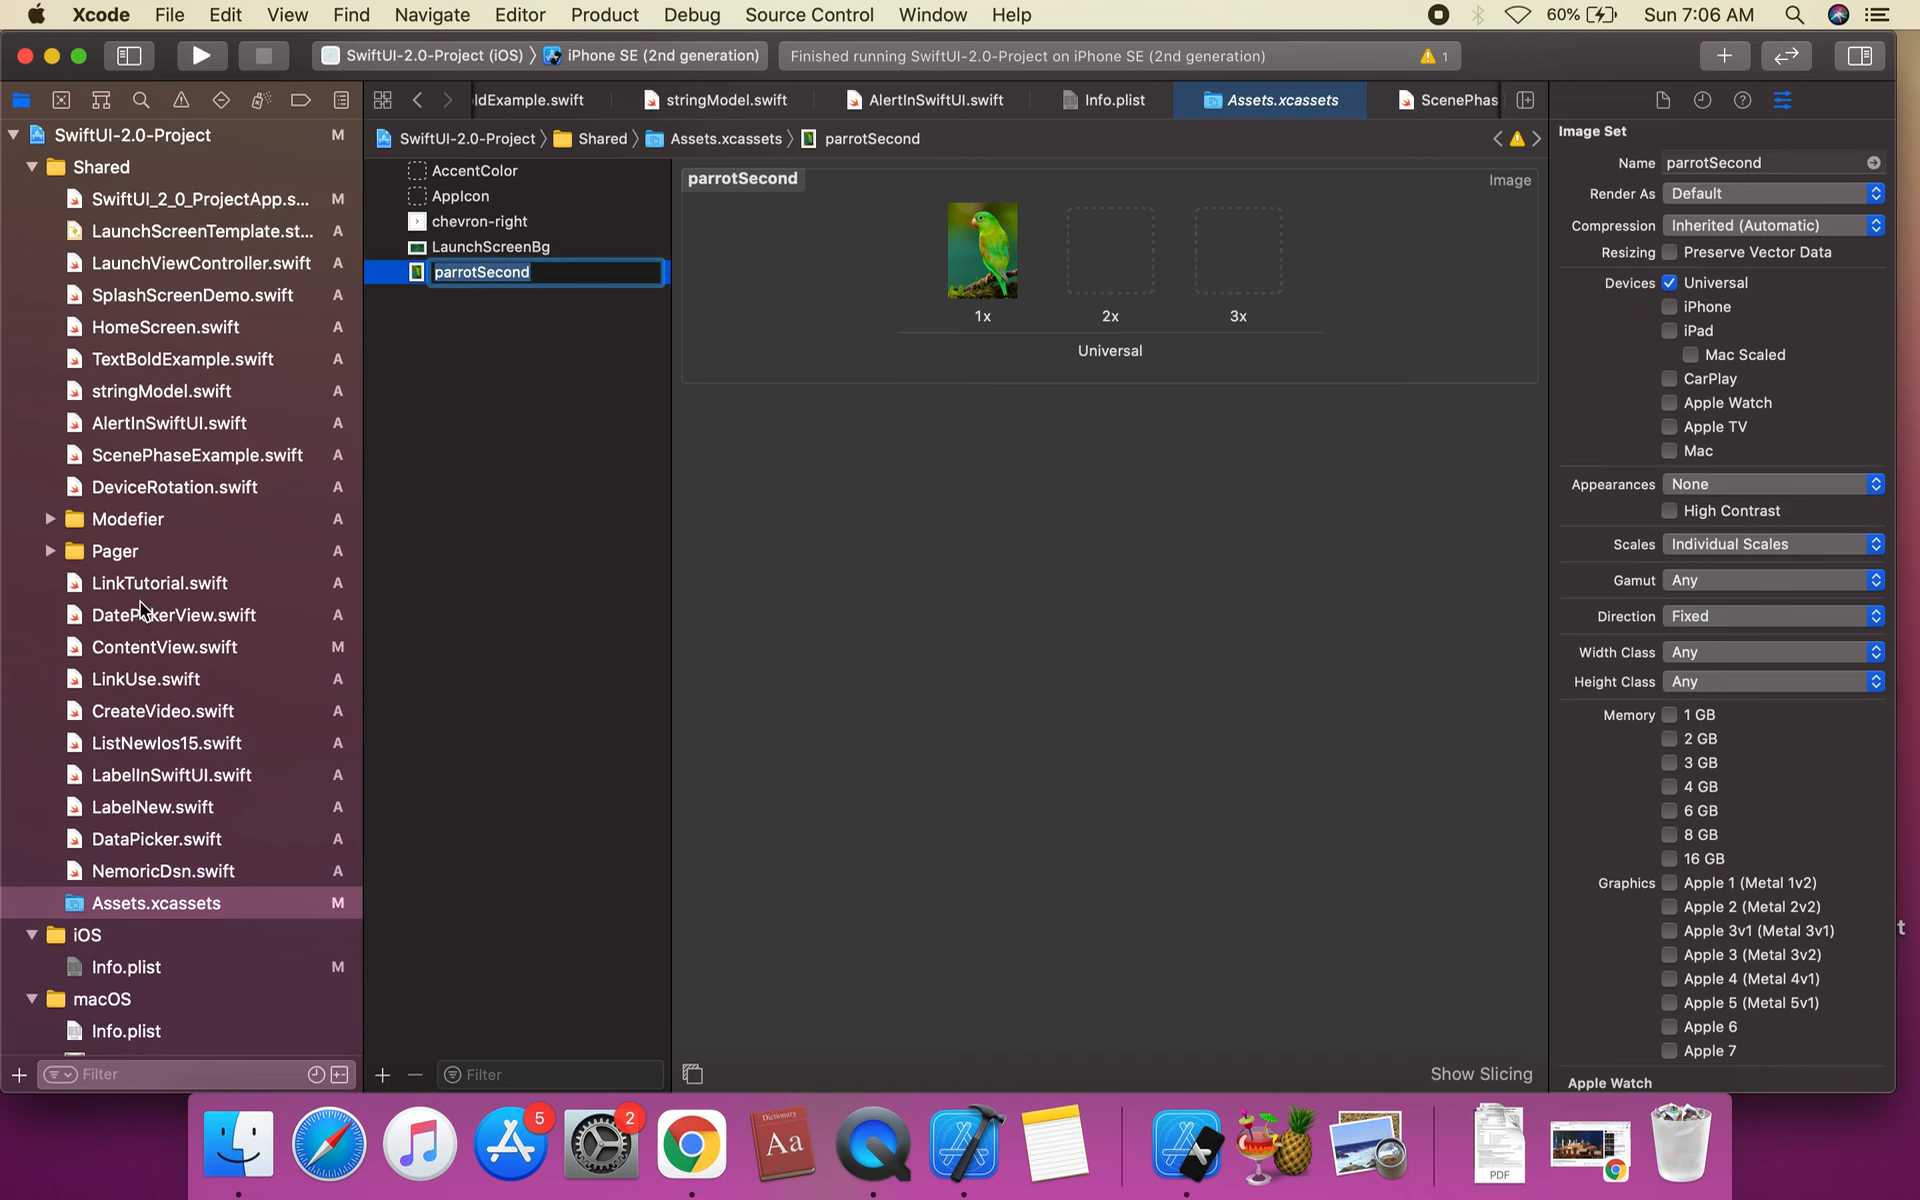 Xcode File Edit View Find Navigate Editor Product Debug Source Control Window Help 60% Sun 7:06 AM
SwiftUI-2.0-Project (iOS) iPhone SE (2nd generation) Finished running SwiftUI-2.0-Project on iPhone SE (2nd generation) 1
ldExample.swift stringModel.swift AlertInSwiftUI.swift Info.plist Assets.xcassets ScenePhas
SwiftUI-2.0-Project Shared Assets.xcassets parrotSecond
SwiftUI-2.0-Project M
Shared
SwiftUI_2_0_ProjectApp.s... M
LaunchScreenTemplate.st... A
LaunchViewController.swift A
SplashScreenDemo.swift A
HomeScreen.swift A
TextBoldExample.swift A
stringModel.swift A
AlertInSwiftUI.swift A
ScenePhaseExample.swift A
DeviceRotation.swift A
Modefier A
Pager A
LinkTutorial.swift A
DatePickerView.swift A
ContentView.swift M
LinkUse.swift A
CreateVideo.swift A
ListNewIos15.swift A
LabelInSwiftUI.swift A
LabelNew.swift A
DataPicker.swift A
NemoricDsn.swift A
Assets.xcassets M
iOS
Info.plist M
macOS
Info.plist
Filter
AccentColor
AppIcon
chevron-right
LaunchScreenBg
parrotSecond
Filter
parrotSecond Image
1x 2x 3x
Universal
Show Slicing
Image Set
Name parrotSecond
Render As Default
Compression Inherited (Automatic)
Resizing Preserve Vector Data
Devices Universal
iPhone
iPad
Mac Scaled
CarPlay
Apple Watch
Apple TV
Mac
Appearances None
High Contrast
Scales Individual Scales
Gamut Any
Direction Fixed
Width Class Any
Height Class Any
Memory 1 GB
2 GB
3 GB
4 GB
6 GB
8 GB
16 GB
Graphics Apple 1 (Metal 1v2)
Apple 2 (Metal 2v2)
Apple 3v1 (Metal 3v1)
Apple 3 (Metal 3v2)
Apple 4 (Metal 4v1)
Apple 5 (Metal 5v1)
Apple 6
Apple 7
Apple Watch
t
5 2
Dictionary
Aa
PDF